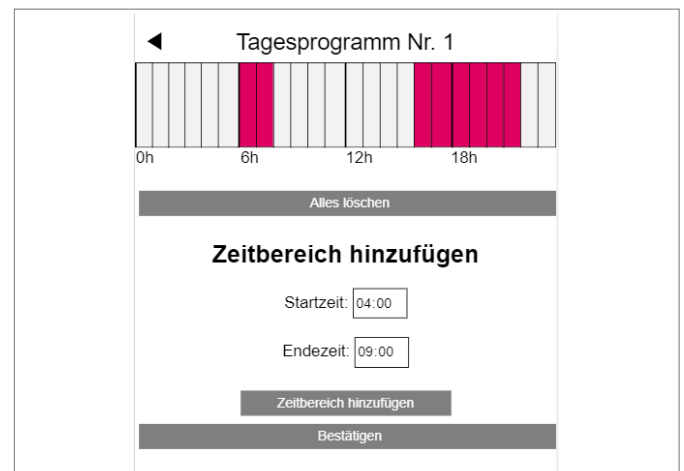 Tagesprogramm Nr. 1
0h 6h 12h 18h
Alles löschen
Zeitbereich hinzufügen
Startzeit: 04:00
Endezeit: 09:00
Zeitbereich hinzufügen
Bestätigen